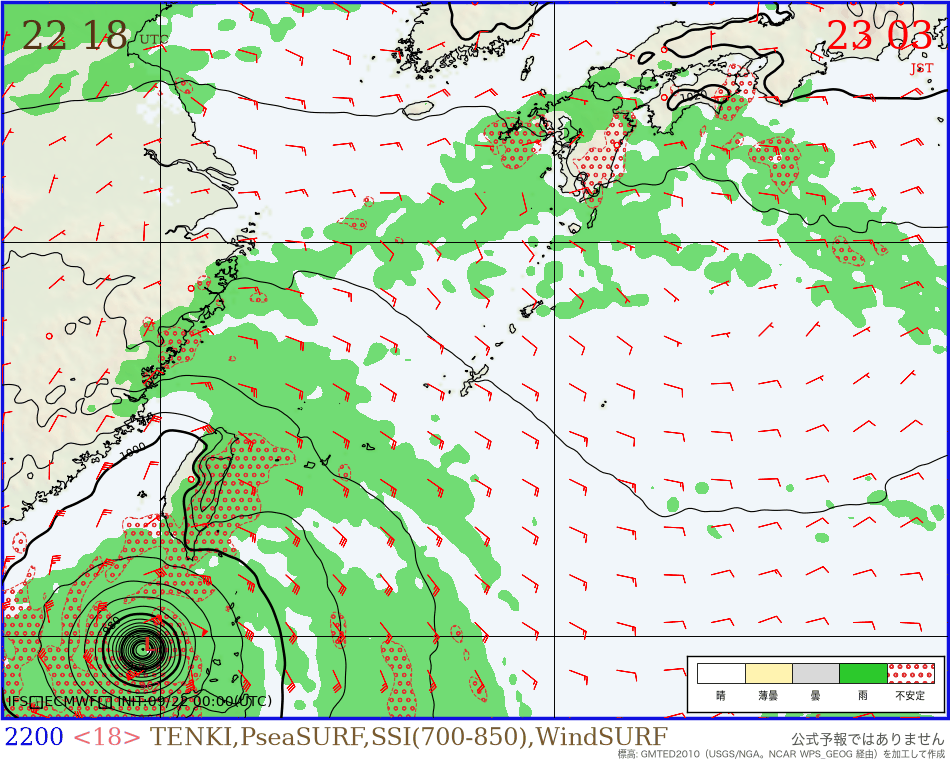 22 18 UTC
23 03
JST
1020
1000
IFS□[ECMWF]□ INIT:09/22 00:00(UTC)
晴 薄曇 曇 雨 不安定
2200 <18> TENKI,PseaSURF,SSI(700-850),WindSURF
公式予報ではありません
標高: GMTED2010（USGS/NGA。NCAR WPS_GEOG 経由）を加工して作成